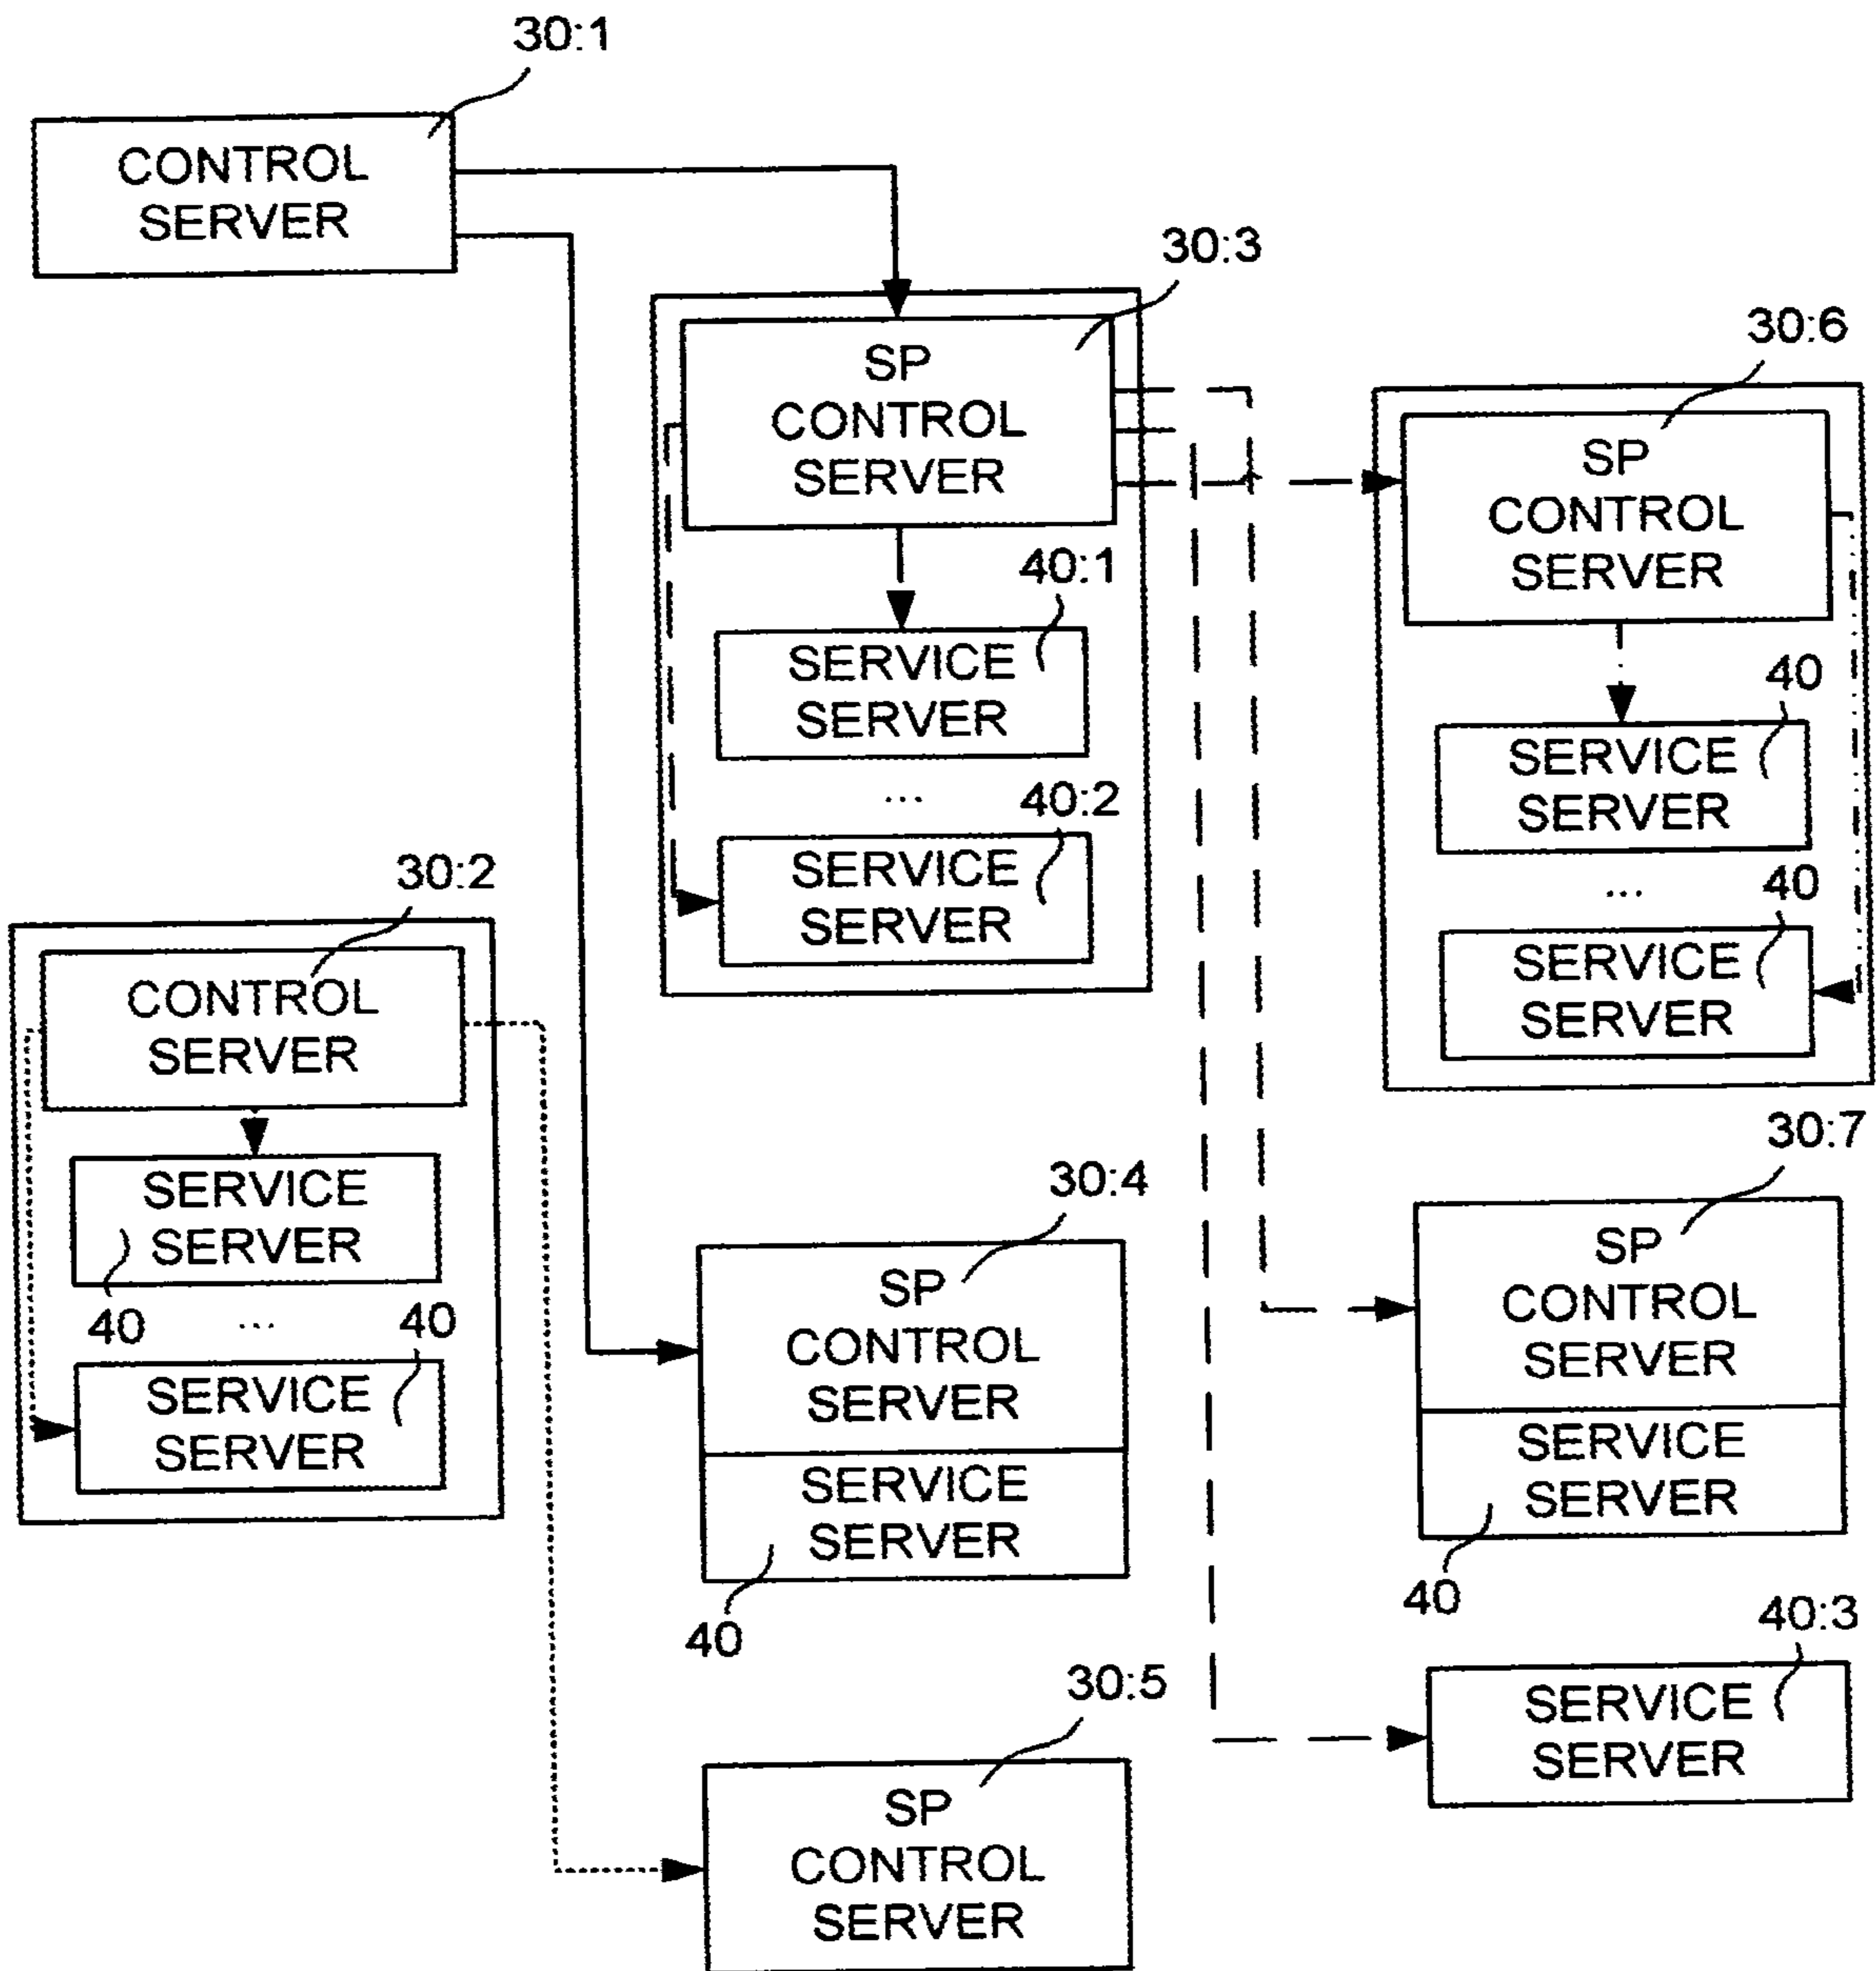 30:1
CONTROL
SERVER
30:3
SP
CONTROL
SERVER
40:1
SERVICE
SERVER
...
40:2
SERVICE
SERVER
30:6
SP
CONTROL
SERVER
40
SERVICE
SERVER
...
40
SERVICE
SERVER
30:2
CONTROL
SERVER
SERVICE
SERVER
40
...
40
SERVICE
SERVER
30:4
SP
CONTROL
SERVER
SERVICE
SERVER
40
30:7
SP
CONTROL
SERVER
SERVICE
SERVER
40
30:5
SP
CONTROL
SERVER
40:3
SERVICE
SERVER